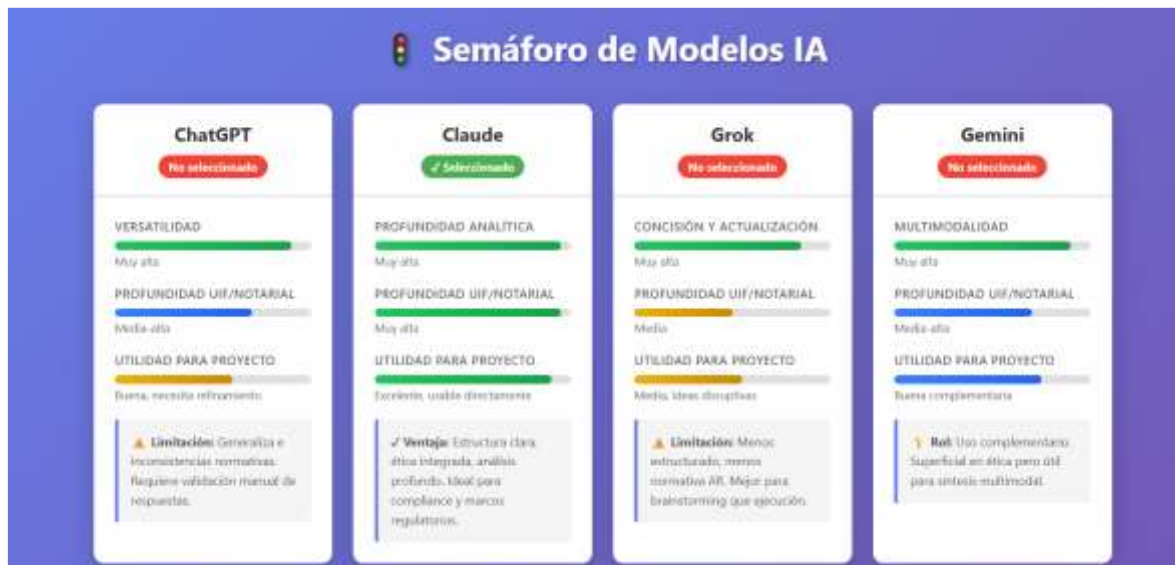 Semáforo de Modelos IA
ChatGPT
No seleccionado
VERSATILIDAD
Muy alta
PROFUNDIDAD UIF/NOTARIAL
Media-alta
UTILIDAD PARA PROYECTO
Buena, necesita refinamiento
Limitación: Generaliza e
inconsistencias normativas.
Requiere validación manual de
respuestas.
Claude
✓ Seleccionado
PROFUNDIDAD ANALÍTICA
Muy alta
PROFUNDIDAD UIF/NOTARIAL
Muy alta
UTILIDAD PARA PROYECTO
Excelente, usable directamente
✓ Ventaja: Estructura clara,
ética integrada, análisis
profundo. Ideal para
compliance y marcos
regulatorios.
Grok
No seleccionado
CONCISIÓN Y ACTUALIZACIÓN
Muy alta
PROFUNDIDAD UIF/NOTARIAL
Media
UTILIDAD PARA PROYECTO
Media, ideas disruptivas
Limitación: Menos
estructurado, menos
normativa AR. Mejor para
brainstorming que ejecución.
Gemini
No seleccionado
MULTIMODALIDAD
Muy alta
PROFUNDIDAD UIF/NOTARIAL
Media-alta
UTILIDAD PARA PROYECTO
Buena complementaria
Rol: Uso complementario.
Superficial en ética pero útil
para síntesis multimodal.